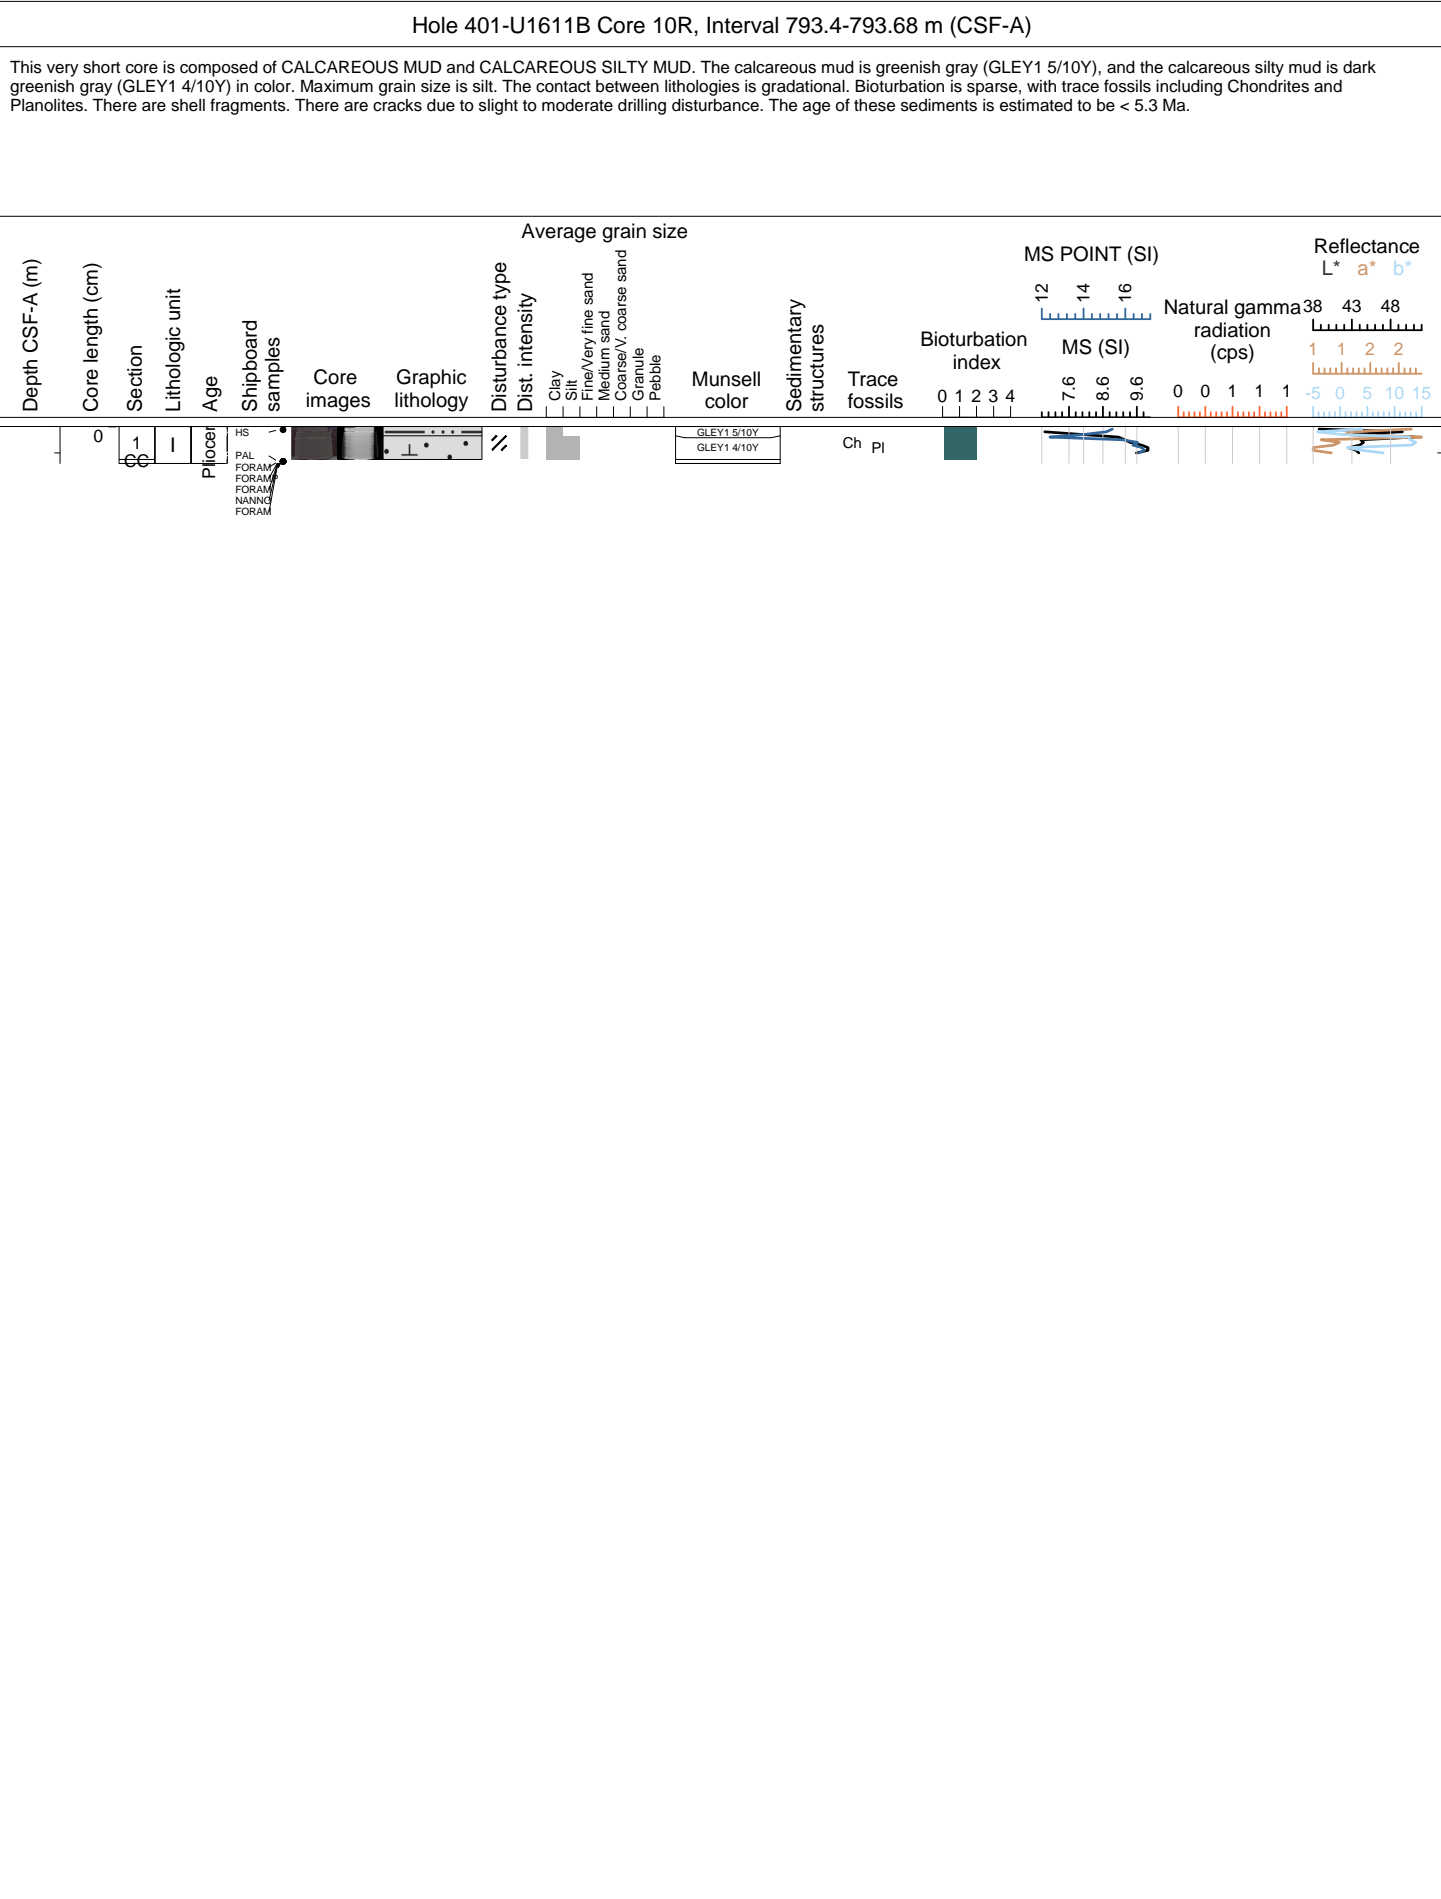 Hole 401-U1611B Core 10R, Interval 793.4-793.68 m (CSF-A)
This very short core is composed of CALCAREOUS MUD and CALCAREOUS SILTY MUD. The calcareous mud is greenish gray (GLEY1 5/10Y), and the calcareous silty mud is dark
greenish gray (GLEY1 4/10Y) in color. Maximum grain size is silt. The contact between lithologies is gradational. Bioturbation is sparse, with trace fossils including Chondrites and
Planolites. There are shell fragments. There are cracks due to slight to moderate drilling disturbance. The age of these sediments is estimated to be < 5.3 Ma.
Depth CSF-A (m)
Core length (cm)
Section
Lithologic unit
Age
Shipboard
samples
Core
images
Graphic
lithology
Disturbance type
Dist. intensity
Average grain size
Clay
Silt
Fine/Very fine sand
Medium sand
Coarse/V. coarse sand
Granule
Pebble
Munsell
color
Sedimentary
structures
Trace
fossils
Bioturbation
index
0 1 2 3 4
MS POINT (SI)
12 14 16
MS (SI)
7.6 8.6 9.6
Natural gamma
radiation
(cps)
0 0 1 1 1
Reflectance
L* a* b*
38 43 48
1 1 2 2
-5 0 5 10 15
0
1
CC
I
Pliocen
HS
PAL
FORAM
FORAMP
FORAM
NANNO
FORAM
GLEY1 5/10Y
GLEY1 4/10Y
Ch Pl